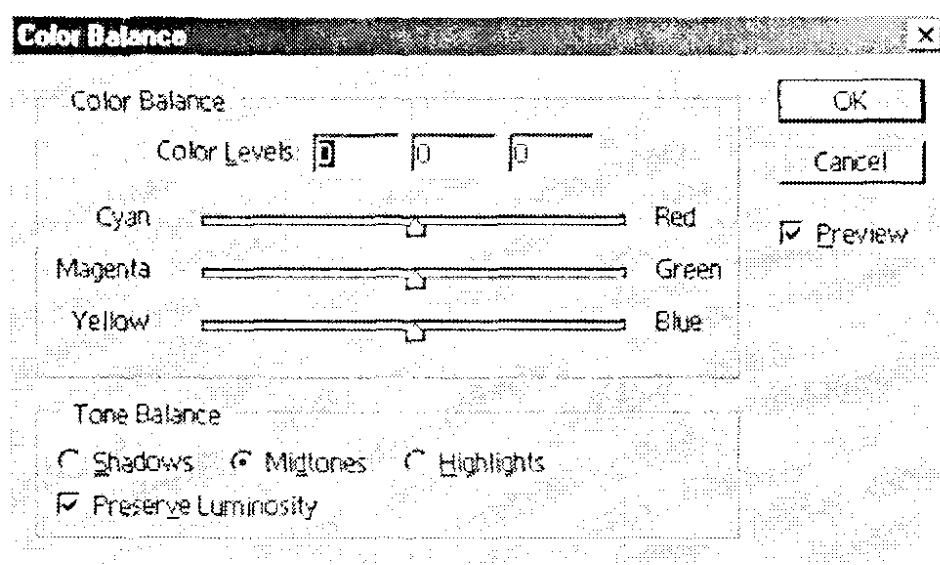 Color Balance
Color Balance
Color Levels: 0 0 0
Cyan Red
Magenta Green
Yellow Blue
OK
Cancel
Preview
Tone Balance
Shadows Midtones Highlights
Preserve Luminosity